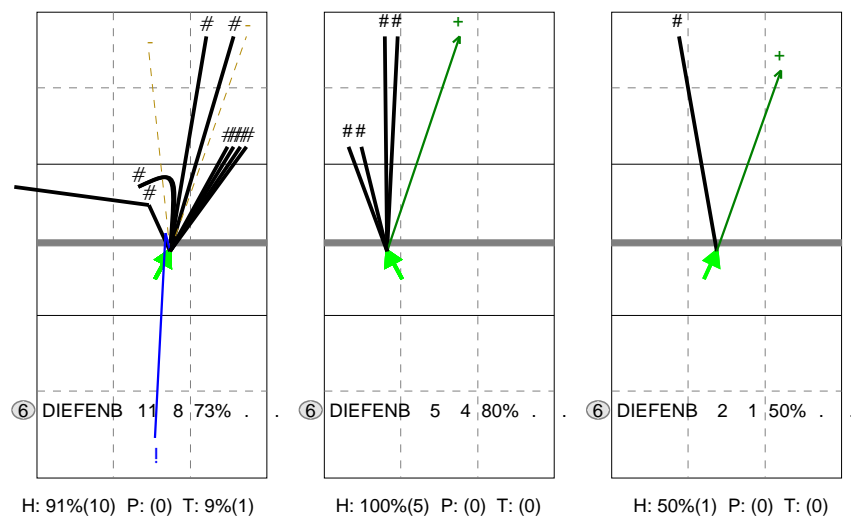 # # - - ## +  #  +
#### ##
#
#
6 DIEFENB 11 8 73% . . 6 DIEFENB 5 4 80% . . 6 DIEFENB 2 1 50% . .
!
H: 91%(10) P: (0) T: 9%(1) H: 100%(5) P: (0) T: (0) H: 50%(1) P: (0) T: (0)